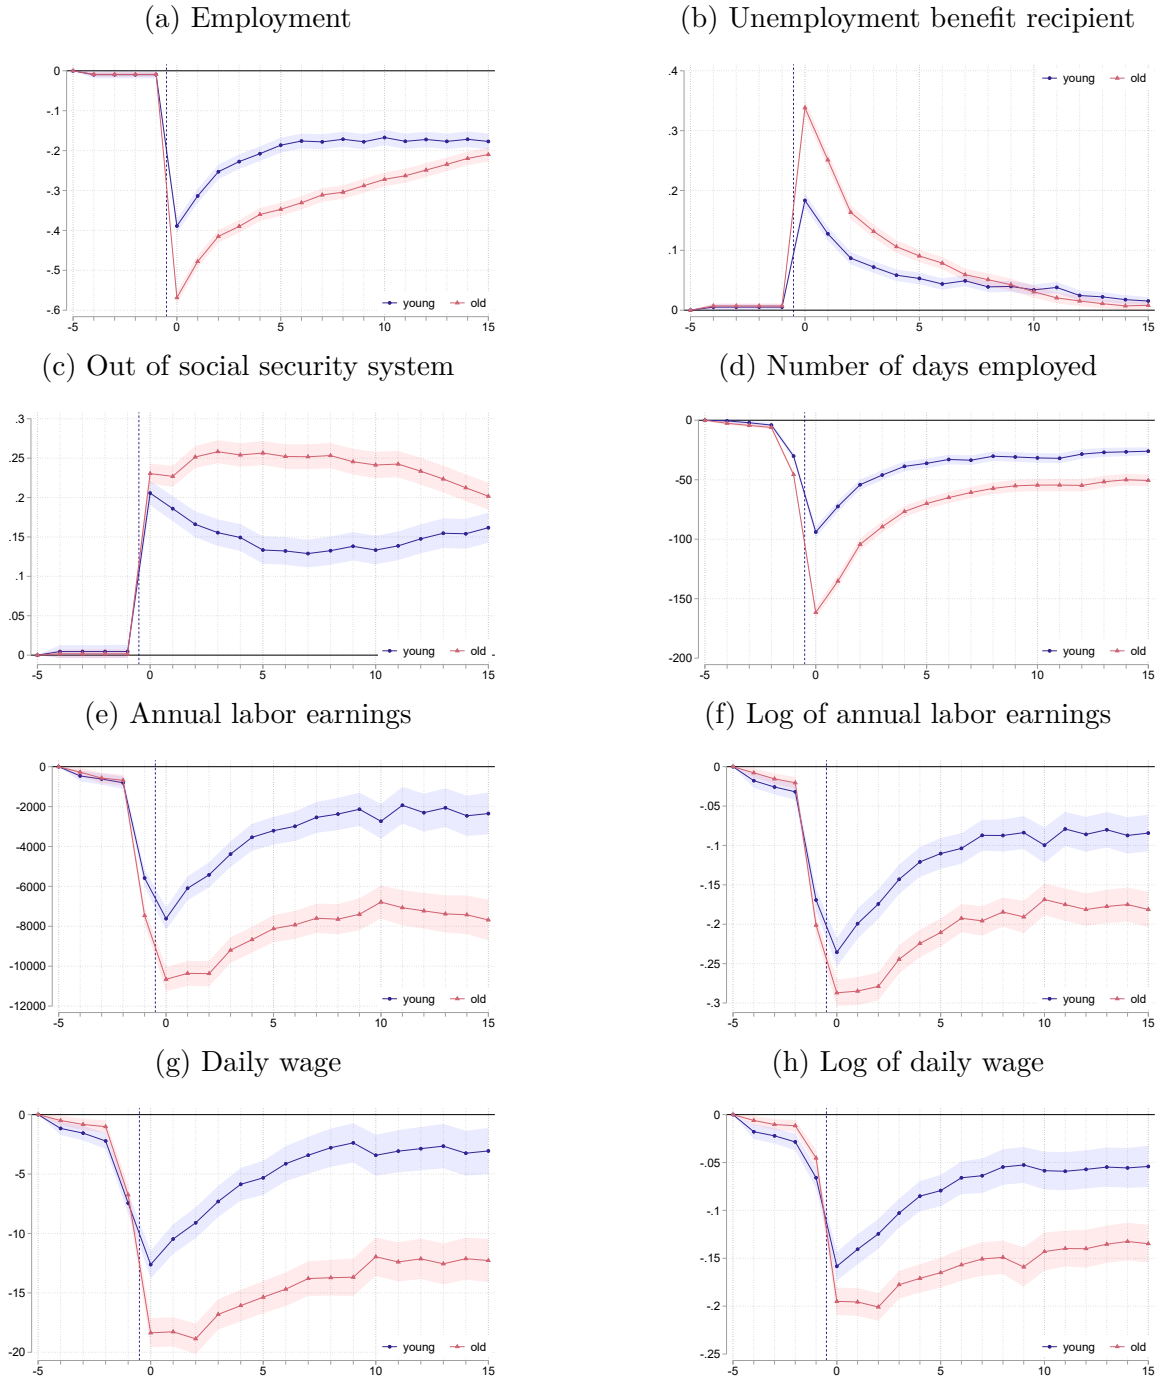 (a) Employment
0
-.1
-.2
-.3
-.4
-.5
-.6
-5 0 5 10 15
young old
(b) Unemployment benefit recipient
.4
.3
.2
.1
0
-5 0 5 10 15
young old
(c) Out of social security system
.3
.25
.2
.15
.1
.05
0
-5 0 5 10 15
young old
(d) Number of days employed
0
-50
-100
-150
-200
-5 0 5 10 15
young old
(e) Annual labor earnings
0
-2000
-4000
-6000
-8000
-10000
-12000
-5 0 5 10 15
young old
(f) Log of annual labor earnings
0
-.05
-.1
-.15
-.2
-.25
-.3
-5 0 5 10 15
young old
(g) Daily wage
0
-5
-10
-15
-20
-5 0 5 10 15
young old
(h) Log of daily wage
0
-.05
-.1
-.15
-.2
-.25
-5 0 5 10 15
young old